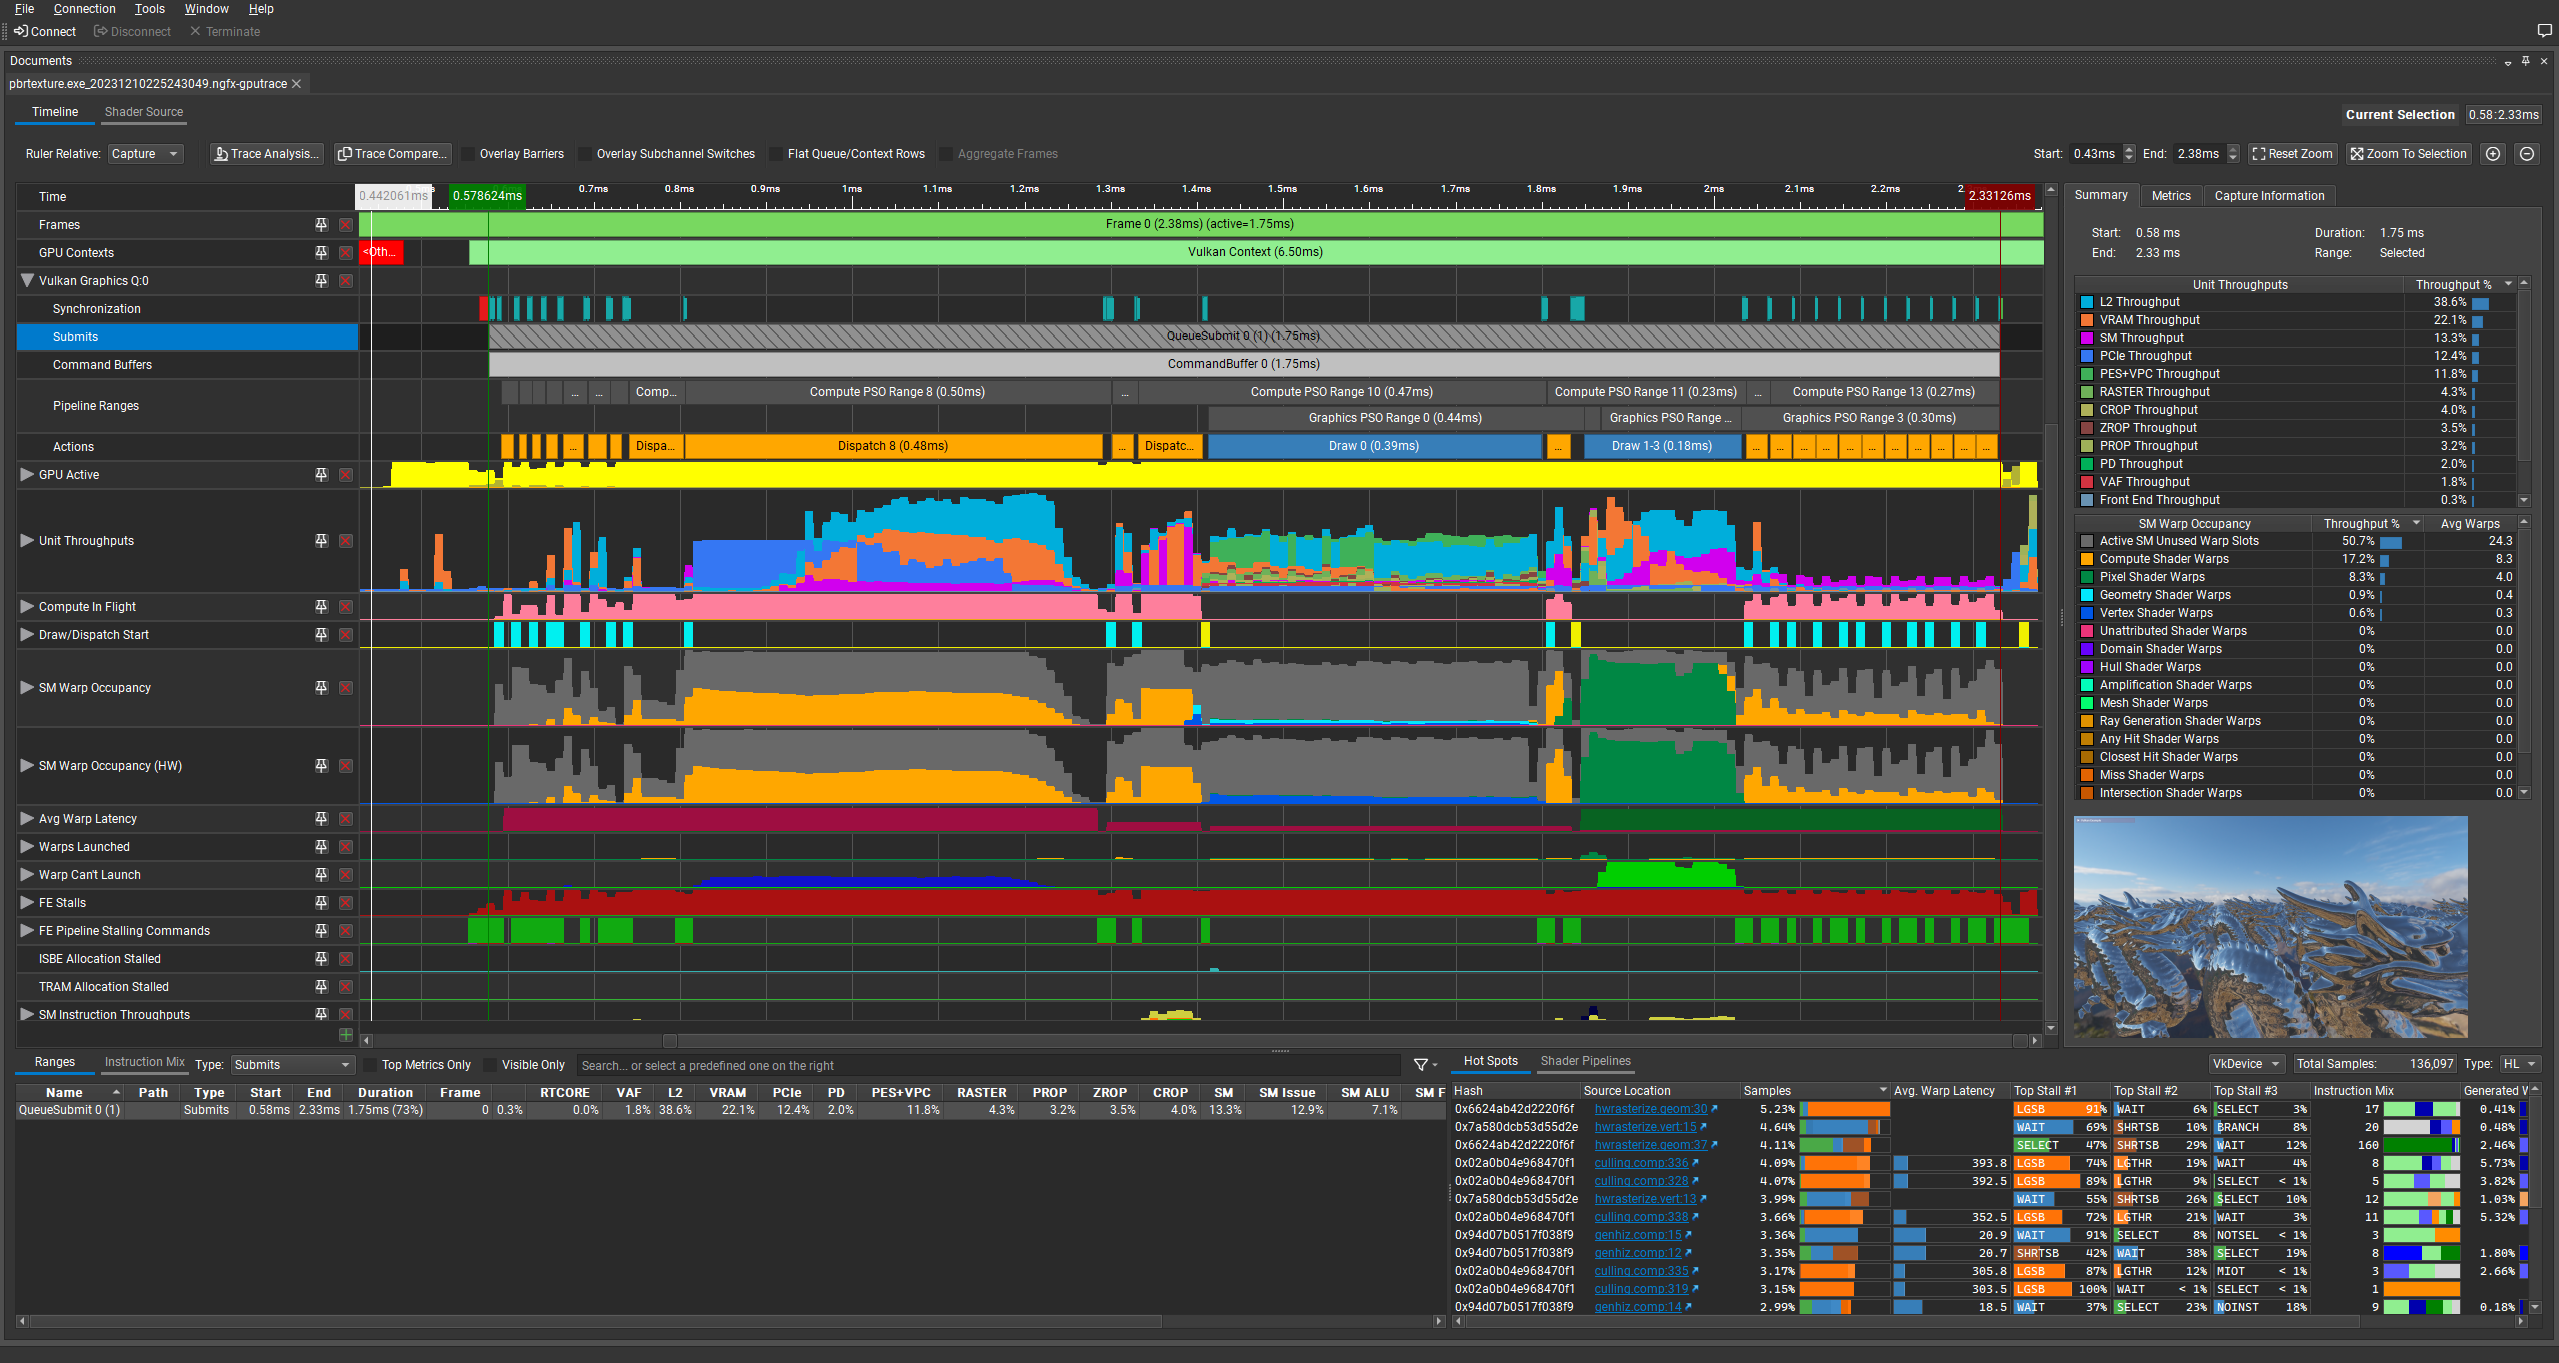 File Connection Tools Window Help
Connect Disconnect Terminate
Documents
pbrtexture.exe_20231210225243049.ngfx-gputrace
Timeline Shader Source
Current Selection 0.58:2.33ms
Ruler Relative: Capture Trace Analysis... Trace Compare... Overlay Barriers Overlay Subchannel Switches Flat Queue/Context Rows Aggregate Frames Start: 0.43ms End: 2.38ms Reset Zoom Zoom To Selection
Time 0.442061ms 0.578624ms 0.7ms 0.8ms 0.9ms 1ms 1.1ms 1.2ms 1.3ms 1.4ms 1.5ms 1.6ms 1.7ms 1.8ms 1.9ms 2ms 2.1ms 2.2ms 2.33126ms
Frames Frame 0 (2.38ms) (active=1.75ms)
GPU Contexts <Oth... Vulkan Context (6.50ms)
Vulkan Graphics Q:0
Synchronization
Submits QueueSubmit 0 (1) (1.75ms)
Command Buffers CommandBuffer 0 (1.75ms)
Pipeline Ranges
... ... Comp... Compute PSO Range 8 (0.50ms) ... Compute PSO Range 10 (0.47ms) Compute PSO Range 11 (0.23ms) ... Compute PSO Range 13 (0.27ms)
Graphics PSO Range 0 (0.44ms) Graphics PSO Range ... Graphics PSO Range 3 (0.30ms)
Actions ... Dispa... Dispatch 8 (0.48ms) ... Dispatc... Draw 0 (0.39ms) ... Draw 1-3 (0.18ms) ... ... ... ... ... ... ... ... ... ... ...
GPU Active
Unit Throughputs
Compute In Flight
Draw/Dispatch Start
SM Warp Occupancy
SM Warp Occupancy (HW)
Avg Warp Latency
Warps Launched
Warp Can't Launch
FE Stalls
FE Pipeline Stalling Commands
ISBE Allocation Stalled
TRAM Allocation Stalled
SM Instruction Throughputs
Summary Metrics Capture Information
Start: 0.58 ms Duration: 1.75 ms
End: 2.33 ms Range: Selected
Unit Throughputs Throughput %
L2 Throughput 38.6%
VRAM Throughput 22.1%
SM Throughput 13.3%
PCIe Throughput 12.4%
PES+VPC Throughput 11.8%
RASTER Throughput 4.3%
CROP Throughput 4.0%
ZROP Throughput 3.5%
PROP Throughput 3.2%
PD Throughput 2.0%
VAF Throughput 1.8%
Front End Throughput 0.3%
SM Warp Occupancy Throughput % Avg Warps
Active SM Unused Warp Slots 50.7% 24.3
Compute Shader Warps 17.2% 8.3
Pixel Shader Warps 8.3% 4.0
Geometry Shader Warps 0.9% 0.4
Vertex Shader Warps 0.6% 0.3
Unattributed Shader Warps 0% 0.0
Domain Shader Warps 0% 0.0
Hull Shader Warps 0% 0.0
Amplification Shader Warps 0% 0.0
Mesh Shader Warps 0% 0.0
Ray Generation Shader Warps 0% 0.0
Any Hit Shader Warps 0% 0.0
Closest Hit Shader Warps 0% 0.0
Miss Shader Warps 0% 0.0
Intersection Shader Warps 0% 0.0
Ranges Instruction Mix Type: Submits Top Metrics Only Visible Only Search... or select a predefined one on the right
Name Path Type Start End Duration Frame RTCORE VAF L2 VRAM PCIe PD PES+VPC RASTER PROP ZROP CROP SM SM Issue SM ALU SM F
QueueSubmit 0 (1) Submits 0.58ms 2.33ms 1.75ms (73%) 0 0.3% 0.0% 1.8% 38.6% 22.1% 12.4% 2.0% 11.8% 4.3% 3.2% 3.5% 4.0% 13.3% 12.9% 7.1%
Hot Spots Shader Pipelines VkDevice Total Samples: 136,097 Type: HL
Hash Source Location Samples Avg. Warp Latency Top Stall #1 Top Stall #2 Top Stall #3 Instruction Mix Generated W
0x6624ab42d2220f6f hwrasterize.geom:30 5.23% LGSB 91% WAIT 6% SELECT 3% 17 0.41%
0x7a580dcb53d55d2e hwrasterize.vert:15 4.64% WAIT 69% SHRTSB 10% BRANCH 8% 20 0.48%
0x6624ab42d2220f6f hwrasterize.geom:37 4.11% SELECT 47% SHRTSB 29% WAIT 12% 160 2.46%
0x02a0b04e968470f1 culling.comp:336 4.09% 393.8 LGSB 74% LGTHR 19% WAIT 4% 8 5.73%
0x02a0b04e968470f1 culling.comp:328 4.07% 392.5 LGSB 89% LGTHR 9% SELECT < 1% 5 3.82%
0x7a580dcb53d55d2e hwrasterize.vert:13 3.99% WAIT 55% SHRTSB 26% SELECT 10% 12 1.03%
0x02a0b04e968470f1 culling.comp:338 3.66% 352.5 LGSB 72% LGTHR 21% WAIT 3% 11 5.32%
0x94d07b0517f038f9 genhiz.comp:15 3.36% 20.9 WAIT 91% SELECT 8% NOTSEL < 1% 3
0x94d07b0517f038f9 genhiz.comp:12 3.35% 20.7 SHRTSB 42% WAIT 38% SELECT 19% 8 1.80%
0x02a0b04e968470f1 culling.comp:335 3.17% 305.8 LGSB 87% LGTHR 12% MIOT < 1% 3 2.66%
0x02a0b04e968470f1 culling.comp:319 3.15% 303.5 LGSB 100% WAIT < 1% SELECT < 1% 1
0x94d07b0517f038f9 genhiz.comp:14 2.99% 18.5 WAIT 37% SELECT 23% NOINST 18% 9 0.18%